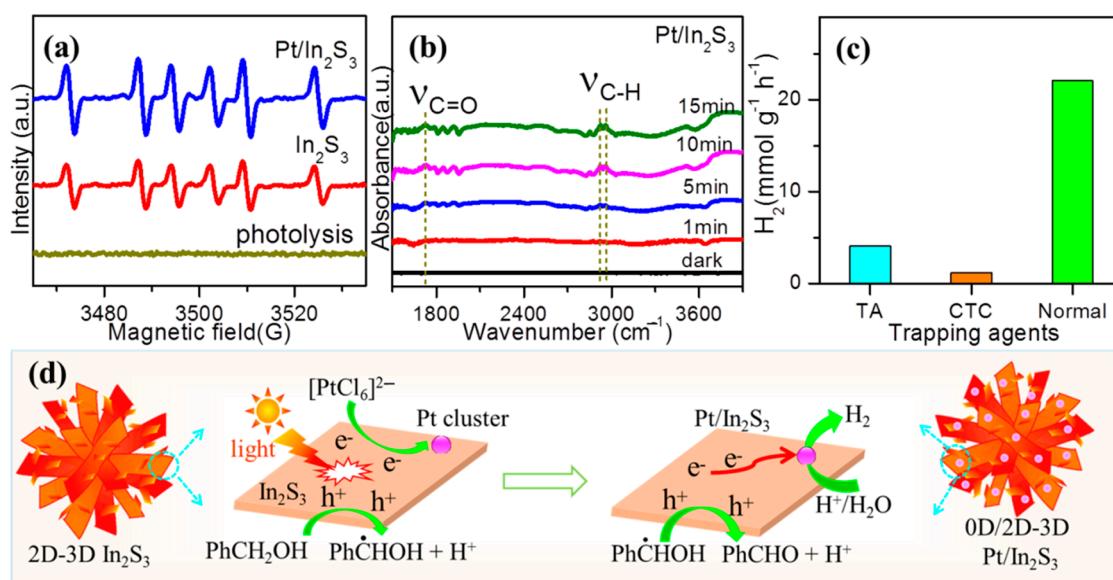 (a)
Pt/In₂S₃
In₂S₃
photolysis
Intensity (a.u.)
3480 3500 3520
Magnetic field(G)
(b)
Pt/In₂S₃
νC=O
νC-H
15min
10min
5min
1min
dark
Absorbance(a.u.)
1800 2400 3000 3600
Wavenumber (cm⁻¹)
(c)
H₂(mmol g⁻¹ h⁻¹)
20
10
0
TA CTC Normal
Trapping agents
(d)
2D-3D In₂S₃
light
[PtCl₆]²⁻
Pt cluster
e⁻
e⁻
e⁻
In₂S₃
h⁺
h⁺
PhCH₂OH
PhĊHOH + H⁺
Pt/In₂S₃
H₂
e⁻
e⁻
H⁺/H₂O
h⁺
h⁺
PhĊHOH
PhCHO + H⁺
0D/2D-3D
Pt/In₂S₃